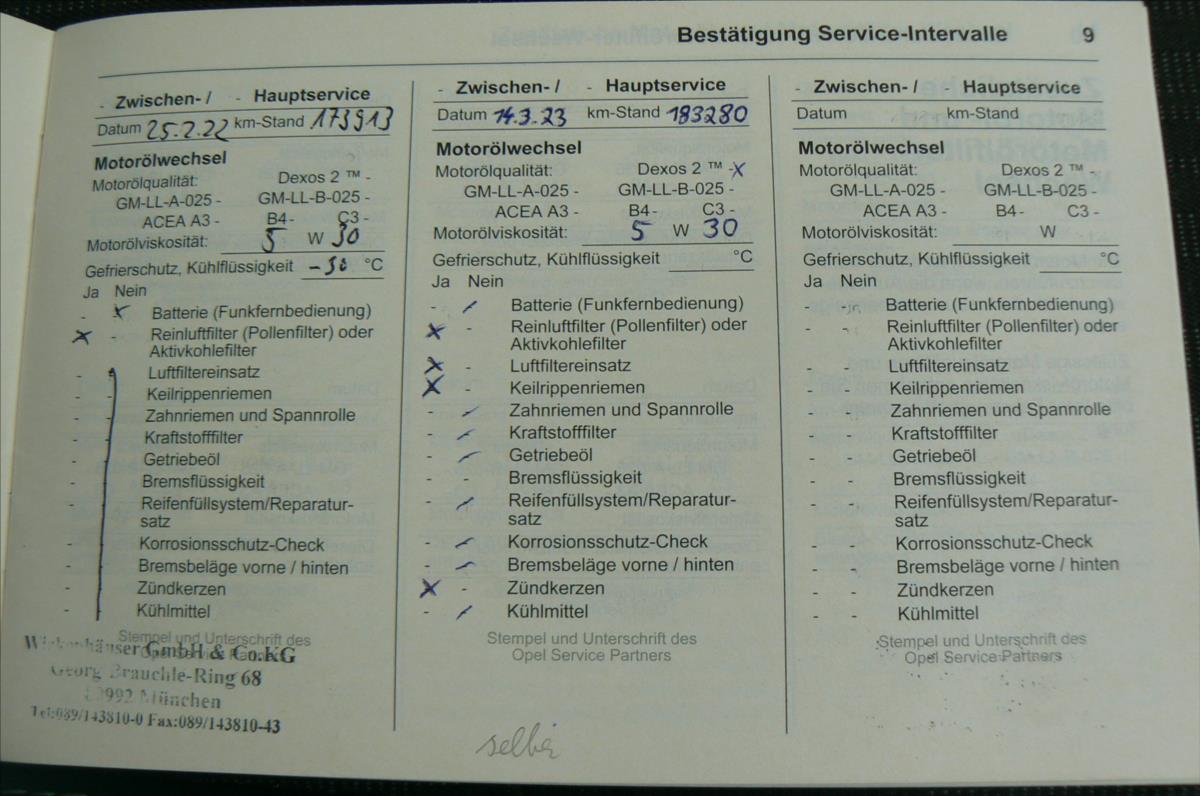 Bestätigung Service-Intervalle 9
- Zwischen- / - Hauptservice
Datum 25.2.22 km-Stand 173913
Motorölwechsel
Motorölqualität: Dexos 2 ™ -
GM-LL-A-025 - GM-LL-B-025 -
ACEA A3 - B4 - C3 -
Motorölviskosität: 5 W 30
Gefrierschutz, Kühlflüssigkeit -30 °C
Ja Nein
- x Batterie (Funkfernbedienung)
x - Reinluftfilter (Pollenfilter) oder
Aktivkohlefilter
- - Luftfiltereinsatz
- - Keilrippenriemen
- - Zahnriemen und Spannrolle
- - Kraftstofffilter
- - Getriebeöl
- - Bremsflüssigkeit
- - Reifenfüllsystem/Reparatur-
satz
- - Korrosionsschutz-Check
- - Bremsbeläge vorne / hinten
- - Zündkerzen
- - Kühlmittel
Stempel und Unterschrift des
Opel Service Partners
GmbH & Co.KG
Georg Brauchle-Ring 68
München
Tel:089/143810-0 Fax:089/143810-43
- Zwischen- / - Hauptservice
Datum 14.3.23 km-Stand 183280
Motorölwechsel
Motorölqualität: Dexos 2 ™ -x
GM-LL-A-025 - GM-LL-B-025 -
ACEA A3 - B4 - C3 -
Motorölviskosität: 5 W 30
Gefrierschutz, Kühlflüssigkeit °C
Ja Nein
- / Batterie (Funkfernbedienung)
x - Reinluftfilter (Pollenfilter) oder
Aktivkohlefilter
x - Luftfiltereinsatz
x - Keilrippenriemen
- / Zahnriemen und Spannrolle
- / Kraftstofffilter
- / Getriebeöl
- - Bremsflüssigkeit
- / Reifenfüllsystem/Reparatur-
satz
- / Korrosionsschutz-Check
- / Bremsbeläge vorne / hinten
x - Zündkerzen
- / Kühlmittel
Stempel und Unterschrift des
Opel Service Partners
selber
- Zwischen- / - Hauptservice
Datum km-Stand
Motorölwechsel
Motorölqualität: Dexos 2 ™ -
GM-LL-A-025 - GM-LL-B-025 -
ACEA A3 - B4 - C3 -
Motorölviskosität: W
Gefrierschutz, Kühlflüssigkeit °C
Ja Nein
- - Batterie (Funkfernbedienung)
- - Reinluftfilter (Pollenfilter) oder
Aktivkohlefilter
- - Luftfiltereinsatz
- - Keilrippenriemen
- - Zahnriemen und Spannrolle
- - Kraftstofffilter
- - Getriebeöl
- - Bremsflüssigkeit
- - Reifenfüllsystem/Reparatur-
satz
- - Korrosionsschutz-Check
- - Bremsbeläge vorne / hinten
- - Zündkerzen
- - Kühlmittel
Stempel und Unterschrift des
Opel Service Partners